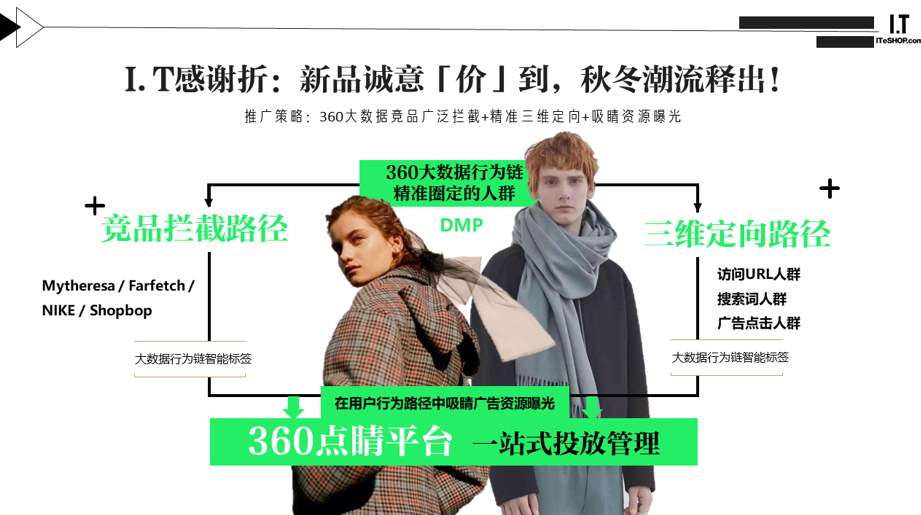 I.T
ITeSHOP.com
I.T感谢折：新品诚意「价」到，秋冬潮流释出！
推广策略：360大数据竞品广泛拦截+精准三维定向+吸睛资源曝光
360大数据行为链
精准圈定的人群
DMP
竞品拦截路径
Mytheresa / Farfetch /
NIKE / Shopbop
大数据行为链智能标签
三维定向路径
访问URL人群
搜索词人群
广告点击人群
大数据行为链智能标签
在用户行为路径中吸睛广告资源曝光
360点睛平台 一站式投放管理